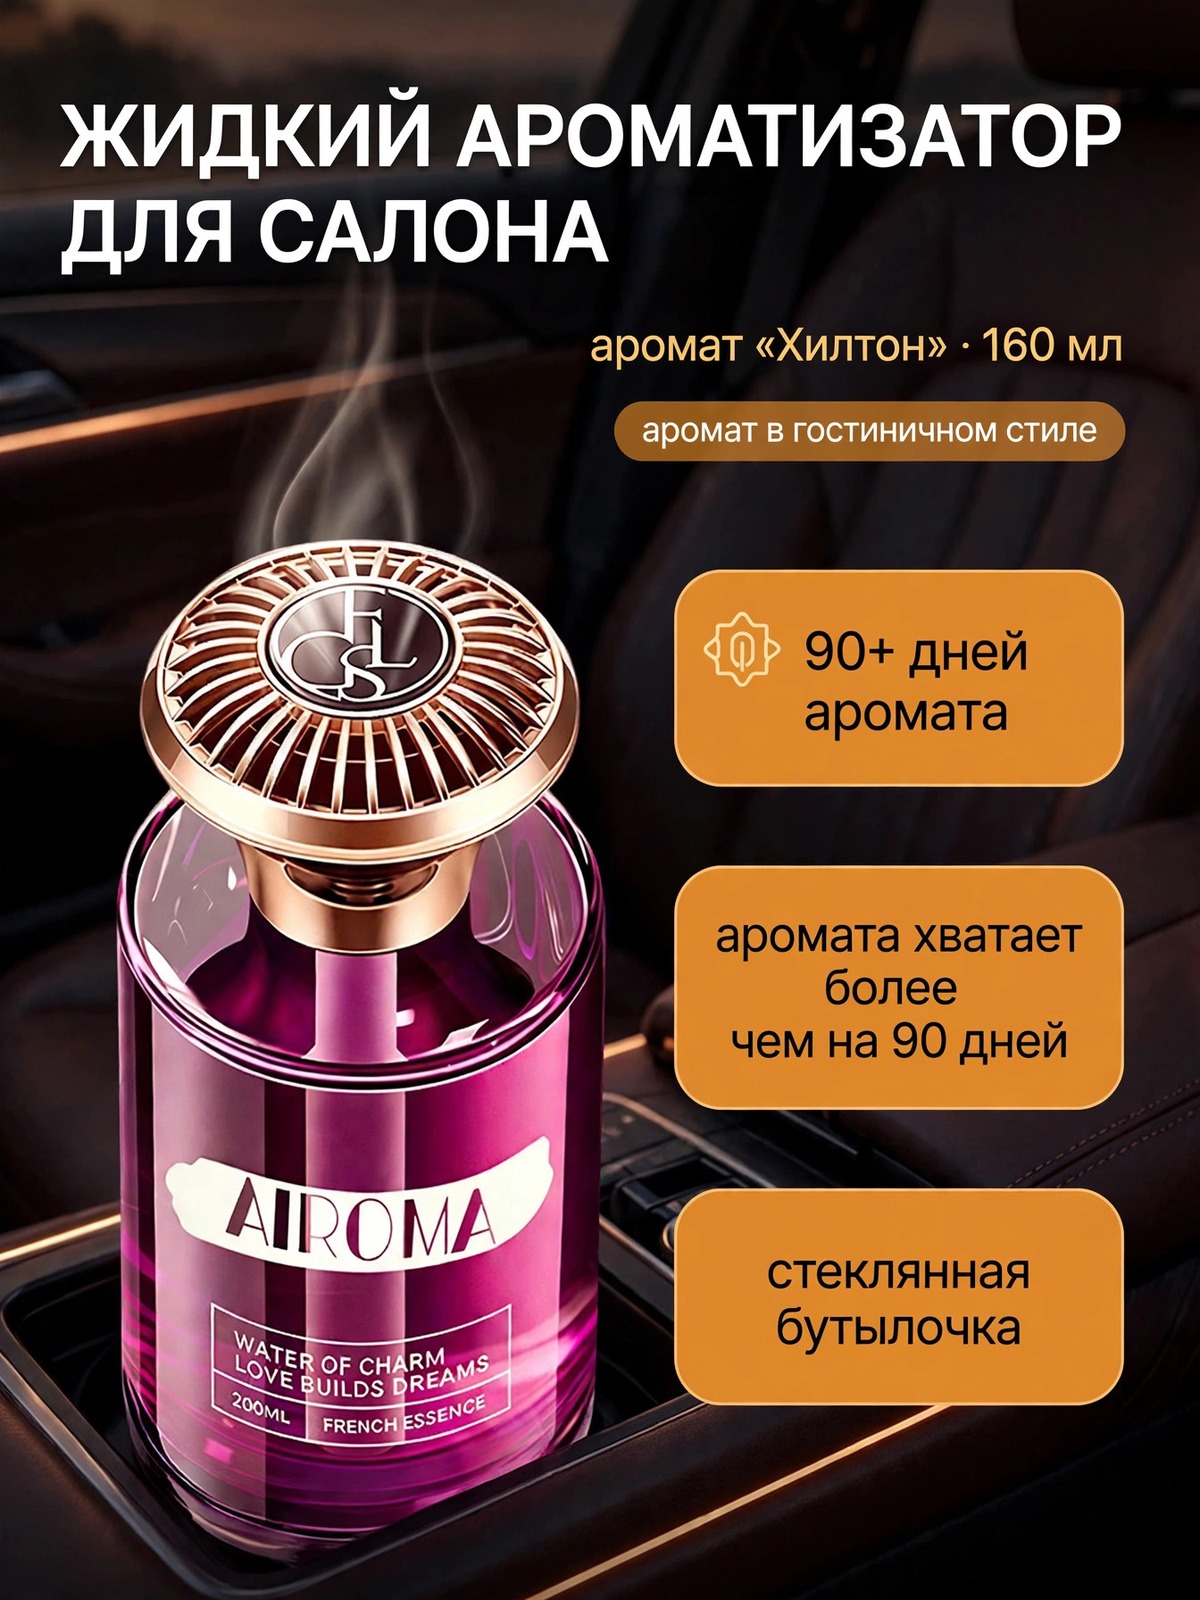 ЖИДКИЙ АРОМАТИЗАТОР
ДЛЯ САЛОНА
аромат «Хилтон» · 160 мл
аромат в гостиничном стиле
90+ дней
аромата
аромата хватает
более
чем на 90 дней
стеклянная
бутылочка
AIROMA
WATER OF CHARM
LOVE BUILDS DREAMS
200ML
FRENCH ESSENCE